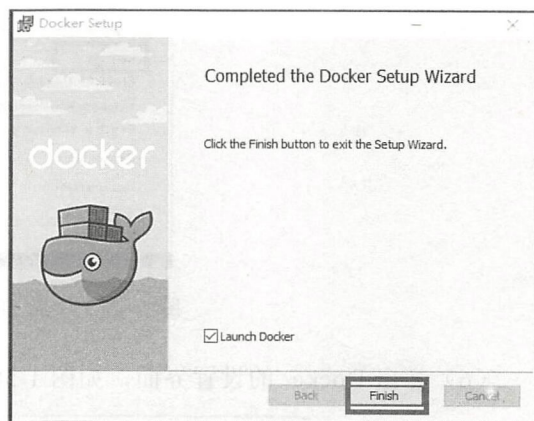 Docker Setup
Completed the Docker Setup Wizard
Click the Finish button to exit the Setup Wizard.
docker
Launch Docker
Back
Finish
Cancel